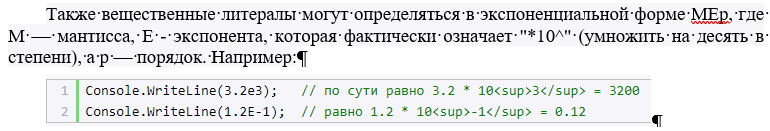 Также вещественные литералы могут определяться в экспоненциальной форме MEp, где
M — мантисса, E - экспонента, которая фактически означает "*10^" (умножить на десять в
степени), а p — порядок. Например:¶
1 Console.WriteLine(3.2e3);   // по сути равно 3.2 * 10<sup>3</sup> = 3200
2 Console.WriteLine(1.2E-1);  // равно 1.2 * 10<sup>-1</sup> = 0.12
¶